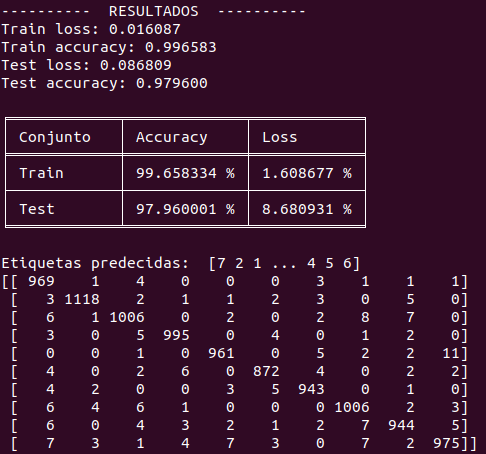 ----------  RESULTADOS  ----------
Train loss: 0.016087
Train accuracy: 0.996583
Test loss: 0.086809
Test accuracy: 0.979600
Conjunto Accuracy Loss
Train 99.658334 % 1.608677 %
Test 97.960001 % 8.680931 %
Etiquetas predecidas:  [7 2 1 ... 4 5 6]
[[ 969    1    4    0    0    0    3    1    1    1]
 [   3 1118    2    1    1    2    3    0    5    0]
 [   6    1 1006    0    2    0    2    8    7    0]
 [   3    0    5  995    0    4    0    1    2    0]
 [   0    0    1    0  961    0    5    2    2   11]
 [   4    0    2    6    0  872    4    0    2    2]
 [   4    2    0    0    3    5  943    0    1    0]
 [   6    4    6    1    0    0    0 1006    2    3]
 [   6    0    4    3    2    1    2    7  944    5]
 [   7    3    1    4    7    3    0    7    2  975]]